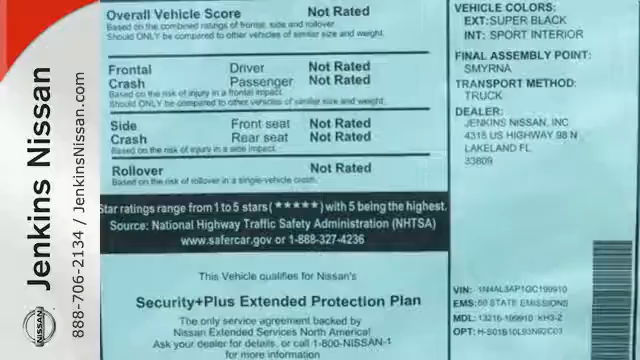 Jenkins Nissan
888-706-2134 / JenkinsNissan.com
NISSAN
Overall Vehicle Score Not Rated
Based on the combined ratings of frontal, side and rollover.
Should ONLY be compared to other vehicles of similar size and weight.
Frontal Driver Not Rated
Crash Passenger Not Rated
Based on the risk of injury in a frontal impact.
Should ONLY be compared to other vehicles of similar size and weight.
Side Front seat Not Rated
Crash Rear seat Not Rated
Based on the risk of injury in a side impact.
Rollover Not Rated
Based on the risk of rollover in a single-vehicle crash.
Star ratings range from 1 to 5 stars (★★★★★) with 5 being the highest.
Source: National Highway Traffic Safety Administration (NHTSA)
www.safercar.gov or 1-888-327-4236
This Vehicle qualifies for Nissan's
Security+Plus Extended Protection Plan
The only service agreement backed by
Nissan Extended Services North America!
Ask your dealer for details, or call 1-800-NISSAN-1
for more information
VEHICLE COLORS:
EXT: SUPER BLACK
INT: SPORT INTERIOR
FINAL ASSEMBLY POINT:
SMYRNA
TRANSPORT METHOD:
TRUCK
DEALER:
JENKINS NISSAN, INC
4318 US HIGHWAY 98 N
LAKELAND FL
33809
VIN: 1N4AL3AP1GC199910
EMS: 50 STATE EMISSIONS
MDL: 13216-199910 KH3-Z
OPT: